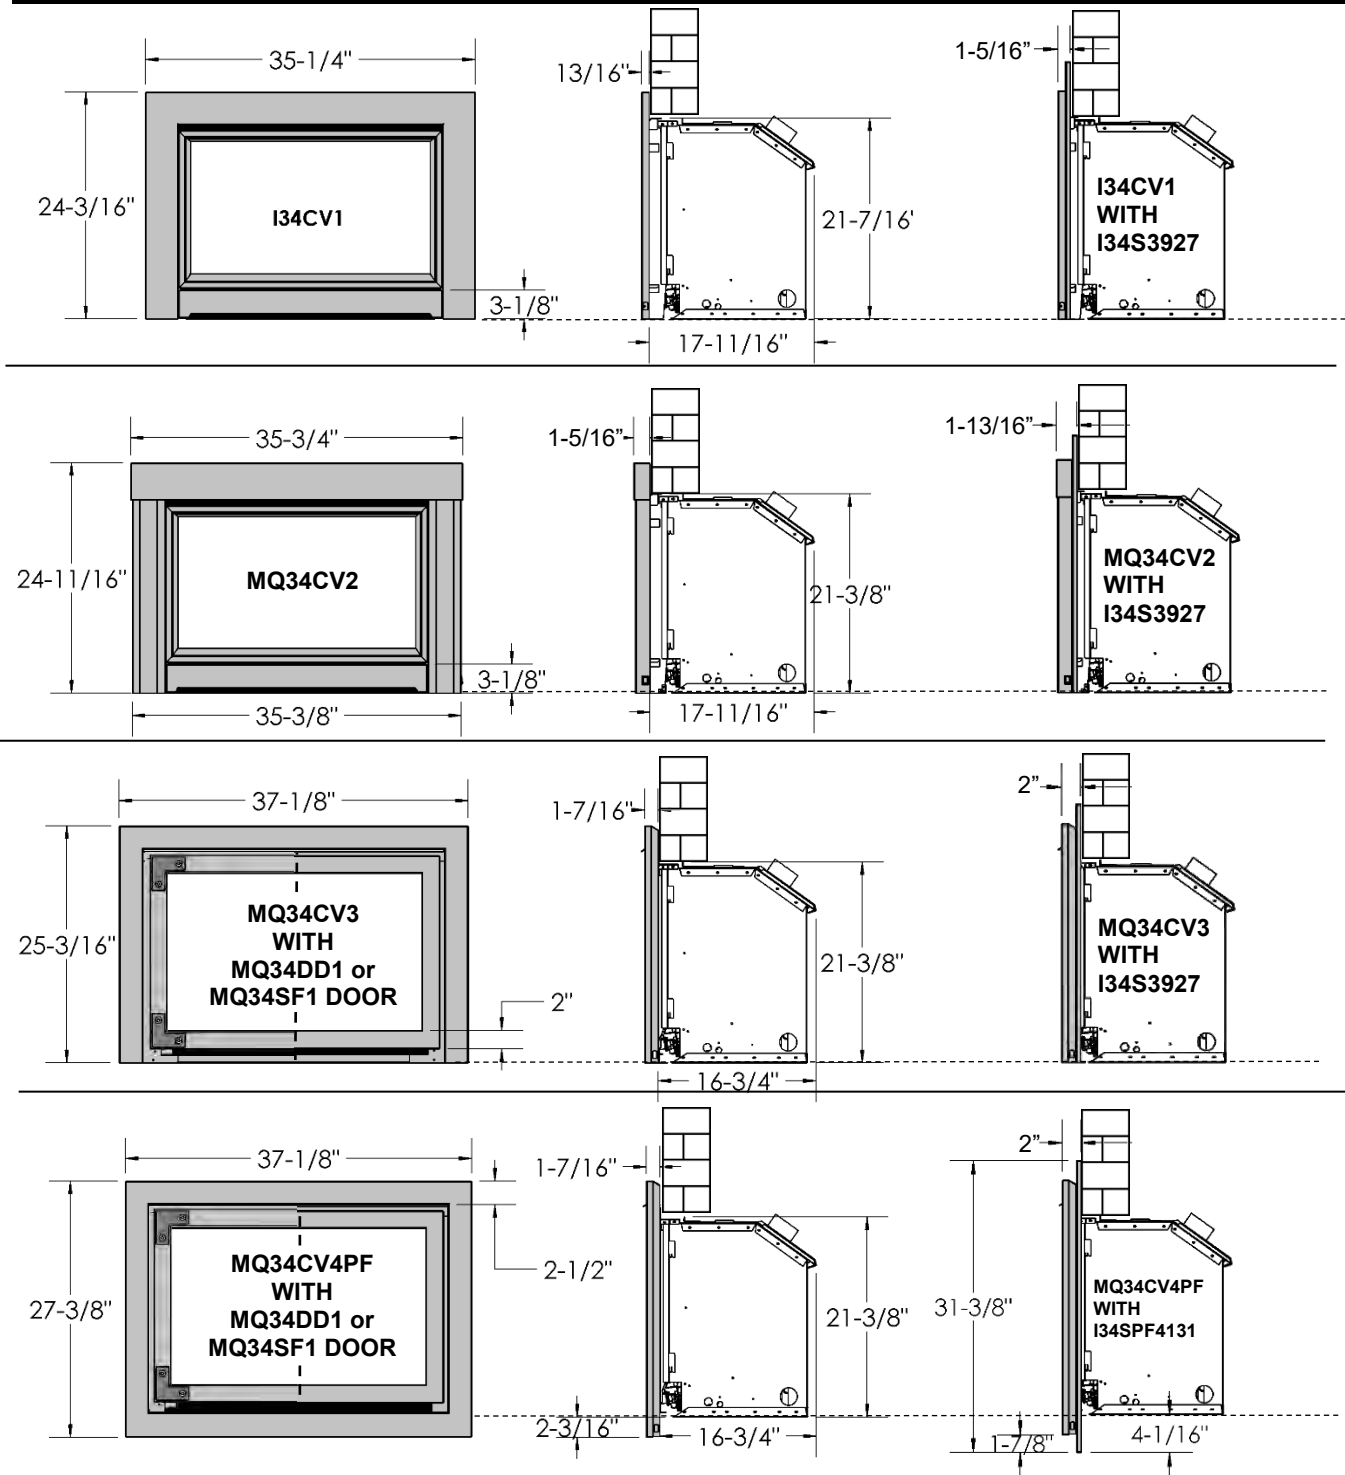 35-1/4"
24-3/16"
I34CV1
3-1/8"
13/16"
21-7/16'
17-11/16"
1-5/16”
I34CV1
WITH
I34S3927
35-3/4"
24-11/16"
MQ34CV2
3-1/8"
35-3/8"
1-5/16”
21-3/8"
17-11/16"
1-13/16”
MQ34CV2
WITH
I34S3927
37-1/8"
25-3/16"
MQ34CV3
WITH
MQ34DD1 or
MQ34SF1 DOOR
2"
1-7/16"
21-3/8"
16-3/4"
2”
MQ34CV3
WITH
I34S3927
37-1/8"
27-3/8"
MQ34CV4PF
WITH
MQ34DD1 or
MQ34SF1 DOOR
2-1/2"
1-7/16"
21-3/8"
2-3/16"
16-3/4"
2”
31-3/8"
MQ34CV4PF
WITH
I34SPF4131
1-7/8"
4-1/16"